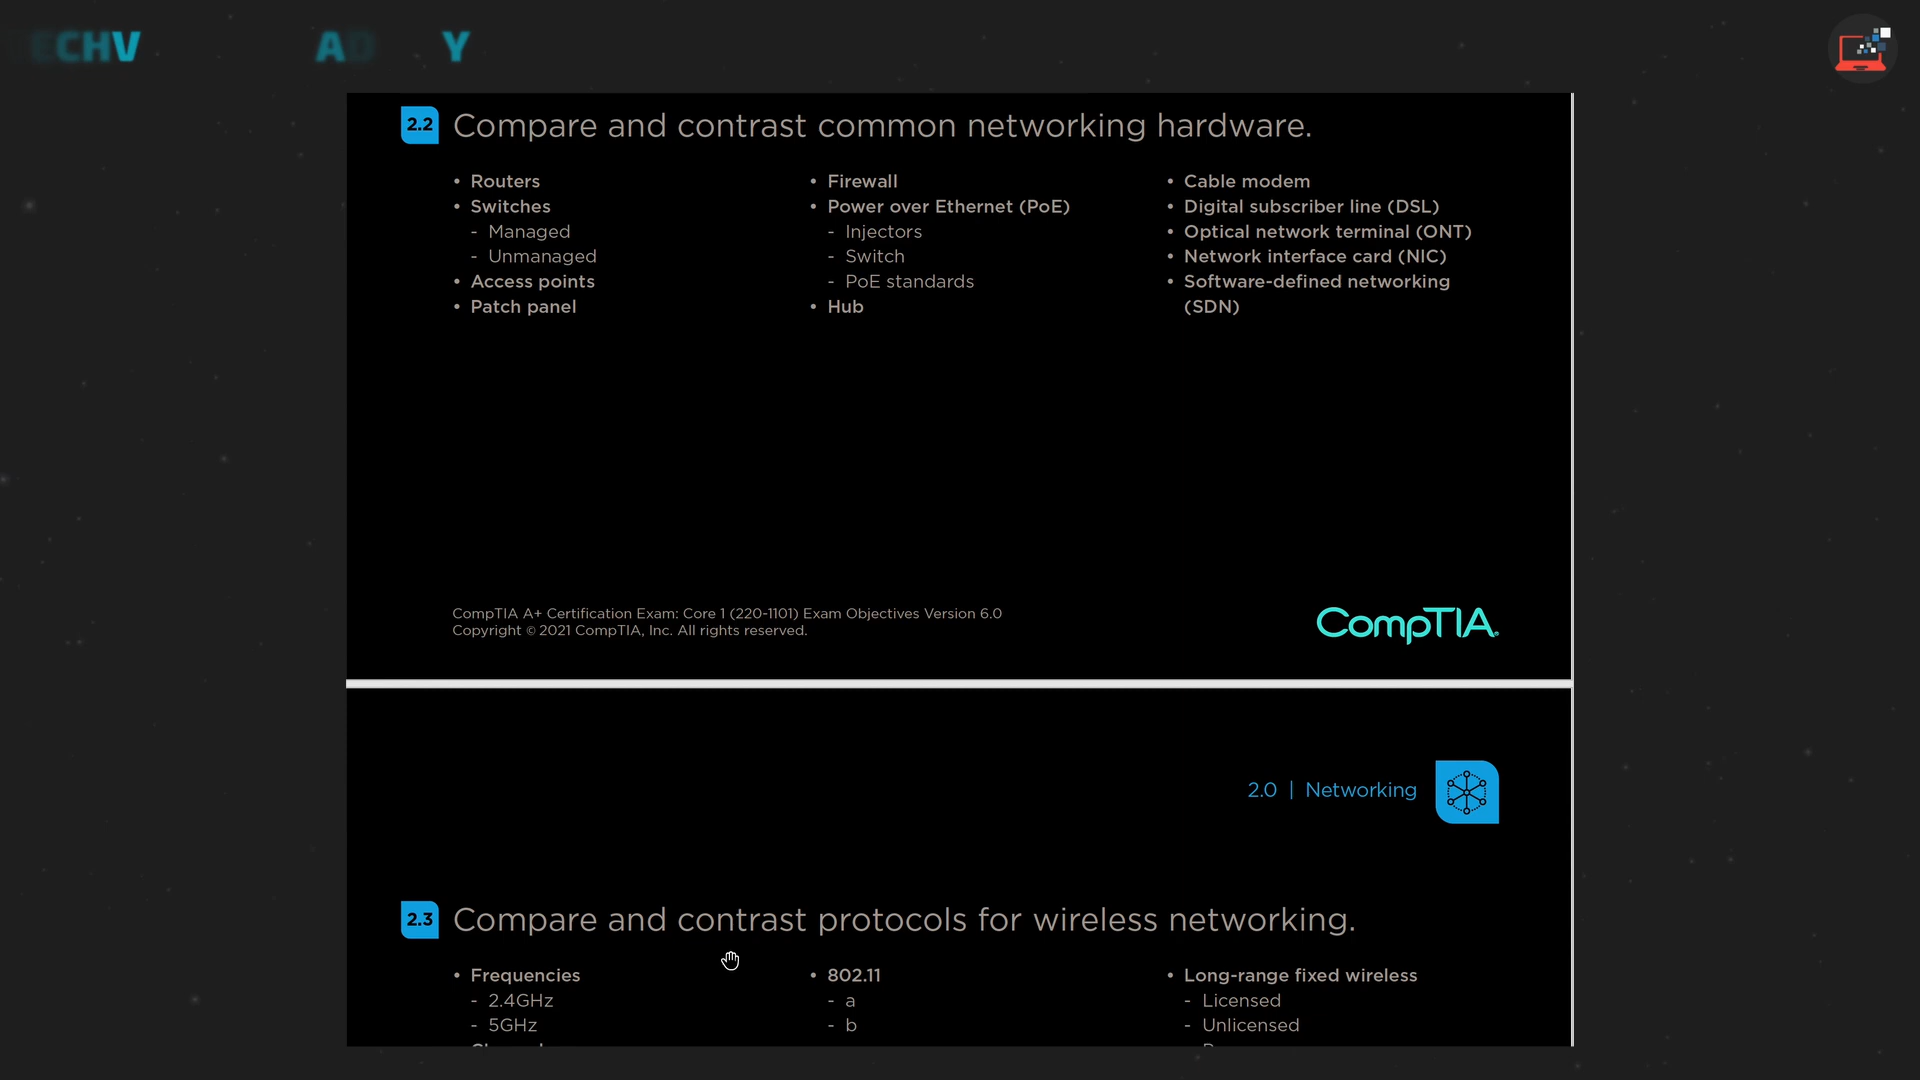 CHV A Y
2.2 Compare and contrast common networking hardware.
• Routers
• Switches
- Managed
- Unmanaged
• Access points
• Patch panel
• Firewall
• Power over Ethernet (PoE)
- Injectors
- Switch
- PoE standards
• Hub
• Cable modem
• Digital subscriber line (DSL)
• Optical network terminal (ONT)
• Network interface card (NIC)
• Software-defined networking
(SDN)
CompTIA A+ Certification Exam: Core 1 (220-1101) Exam Objectives Version 6.0
Copyright © 2021 CompTIA, Inc. All rights reserved.
CompTIA.
2.0 | Networking
2.3 Compare and contrast protocols for wireless networking.
• Frequencies
- 2.4GHz
- 5GHz
• 802.11
- a
- b
• Long-range fixed wireless
- Licensed
- Unlicensed